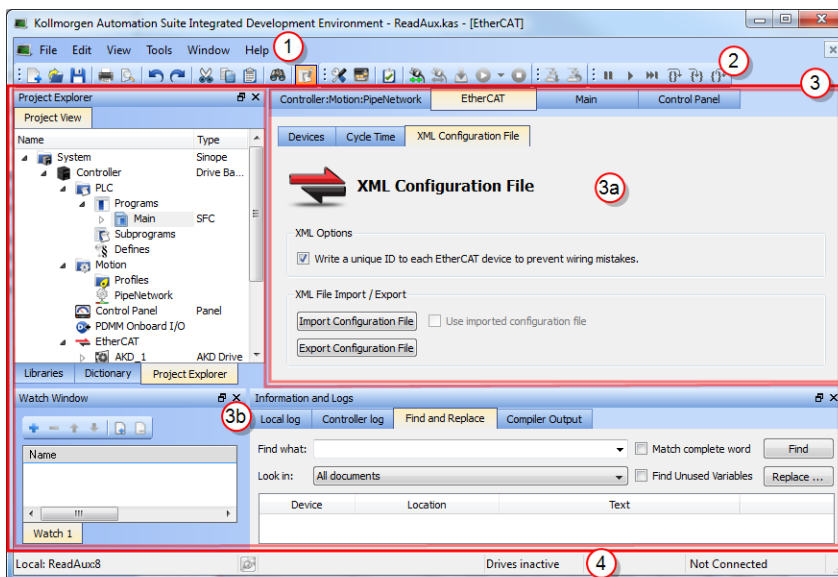 Kollmorgen Automation Suite Integrated Development Environment - ReadAux.kas - [EtherCAT]
File Edit View Tools Window Help
1
2
3
Project Explorer
Project View
Name Type
System Sinope
Controller Drive Ba...
PLC
Programs
Main SFC
Subprograms
Defines
Motion
Profiles
PipeNetwork
Control Panel Panel
PDMM Onboard I/O
EtherCAT
AKD_1 AKD Drive
Libraries Dictionary Project Explorer
Controller:Motion:PipeNetwork EtherCAT Main Control Panel
Devices Cycle Time XML Configuration File
XML Configuration File
3a
XML Options
Write a unique ID to each EtherCAT device to prevent wiring mistakes.
XML File Import / Export
Import Configuration File Use imported configuration file
Export Configuration File
Watch Window
3b
Name
Watch 1
Information and Logs
Local log Controller log Find and Replace Compiler Output
Find what: Match complete word Find
Look in: All documents Find Unused Variables Replace ...
Device Location Text
Local: ReadAux:8 Drives inactive 4 Not Connected